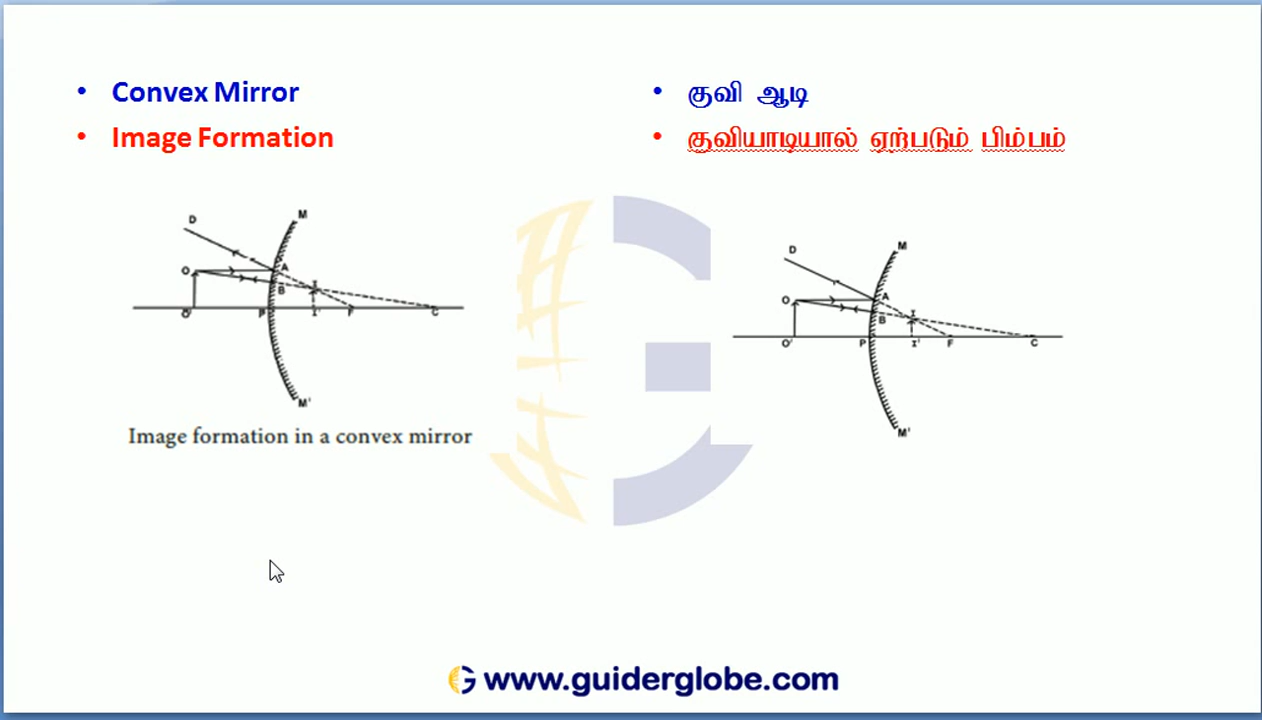 • Convex Mirror
• Image Formation
• குவி ஆடி
• குவியாடியால் ஏற்படும் பிம்பம்
M
D
O
A
B
I
O'
P
I'
F
C
M'
Image formation in a convex mirror
M
D
O
A
B
I
O'
P
I'
F
C
M'
www.guiderglobe.com